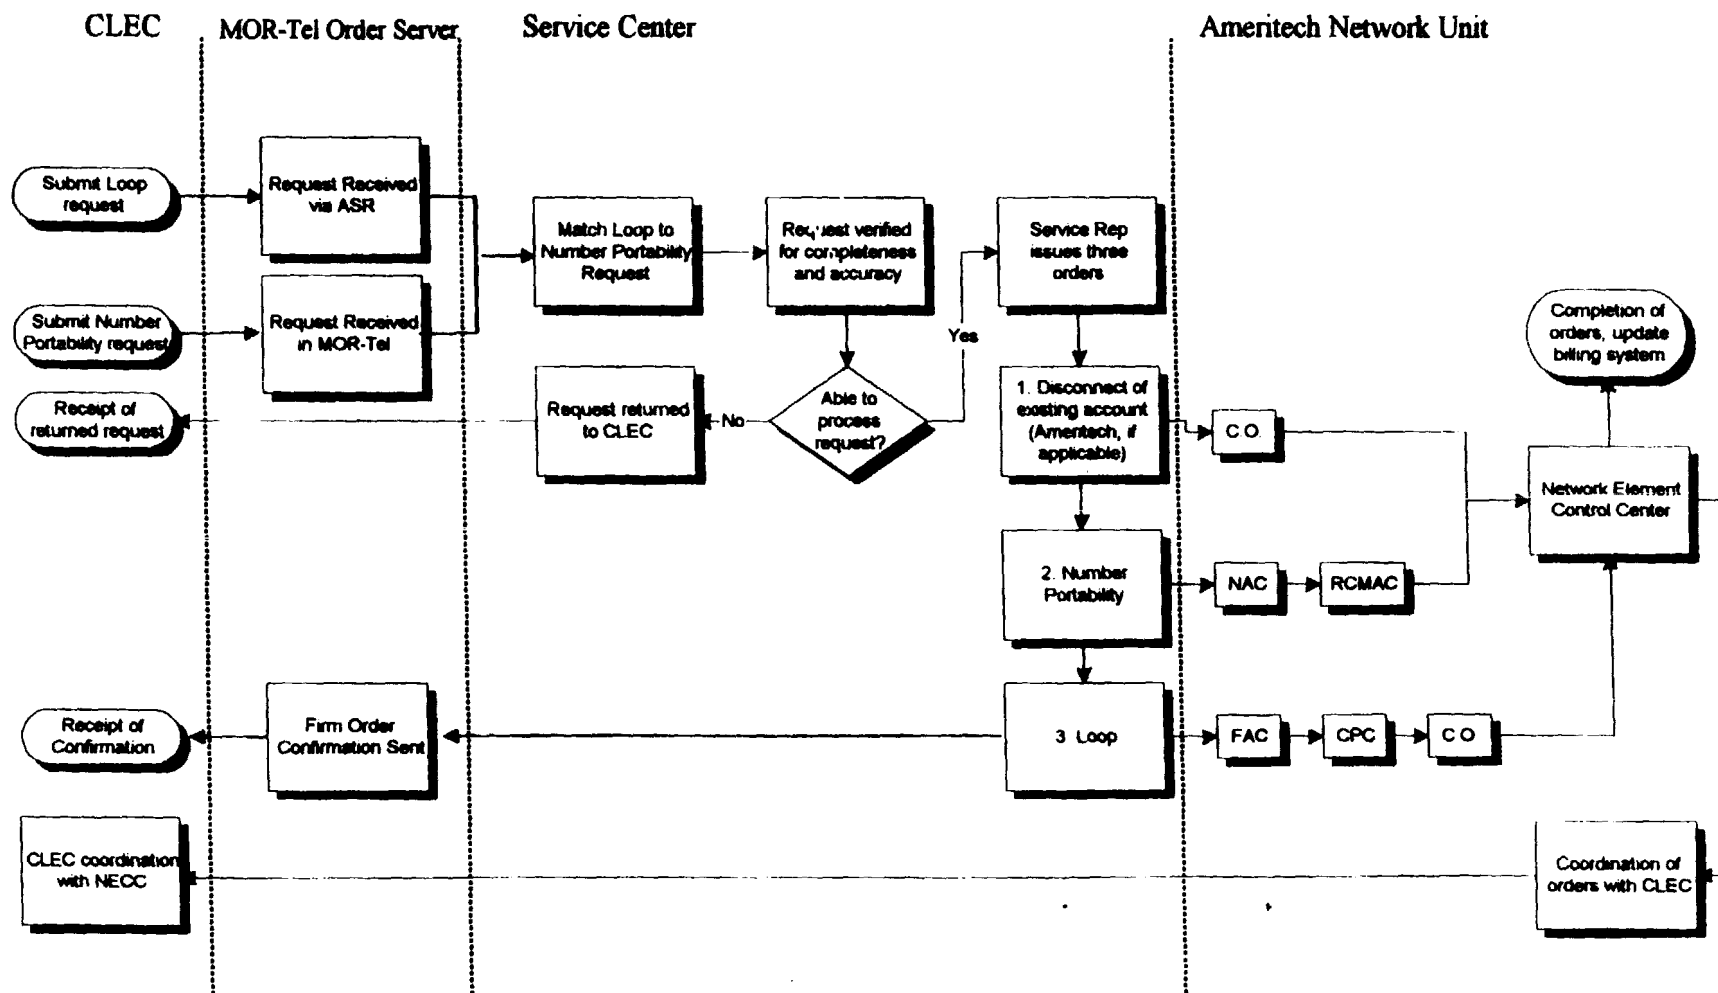 CLEC
MOR-Tel Order Server
Service Center
Ameritech Network Unit
Submit Loop
request
Request Received
via ASR
Submit Number
Portability request
Request Received
in MOR-Tel
Match Loop to
Number Portability
Request
Request verified
for completeness
and accuracy
Service Rep
issues three
orders
Yes
Completion of
orders, update
billing system
Receipt of
returned request
Request returned
to CLEC
No
Able to
process
request?
1. Disconnect of
existing account
(Ameritech, if
applicable)
C.O.
Network Element
Control Center
2. Number
Portability
NAC
RCMAC
Receipt of
Confirmation
Firm Order
Confirmation Sent
3. Loop
FAC
CPC
C O
CLEC coordination
with NECC
Coordination of
orders with CLEC